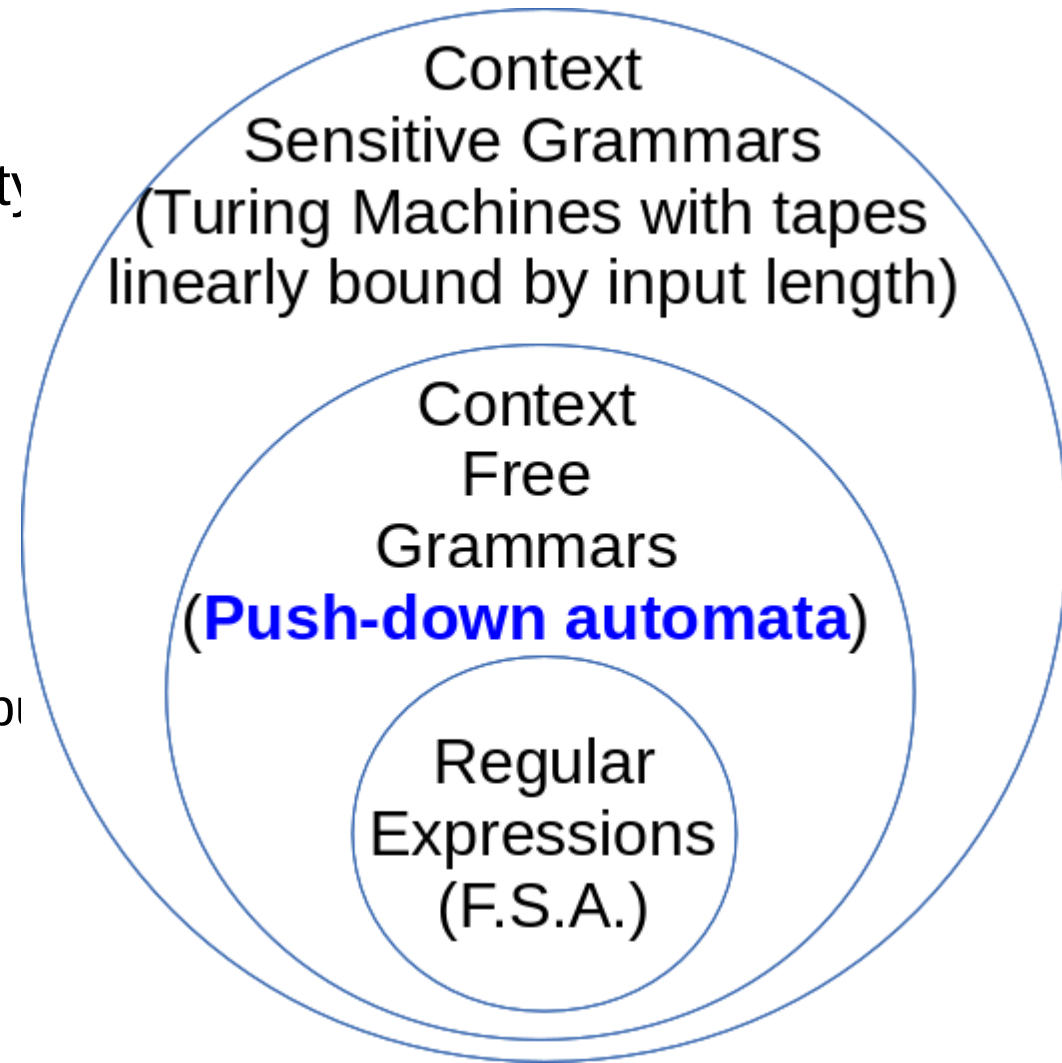 Context
Sensitive Grammars
(Turing Machines with tapes
linearly bound by input length)
Context
Free
Grammars
(Push-down automata)
Regular
Expressions
(F.S.A.)